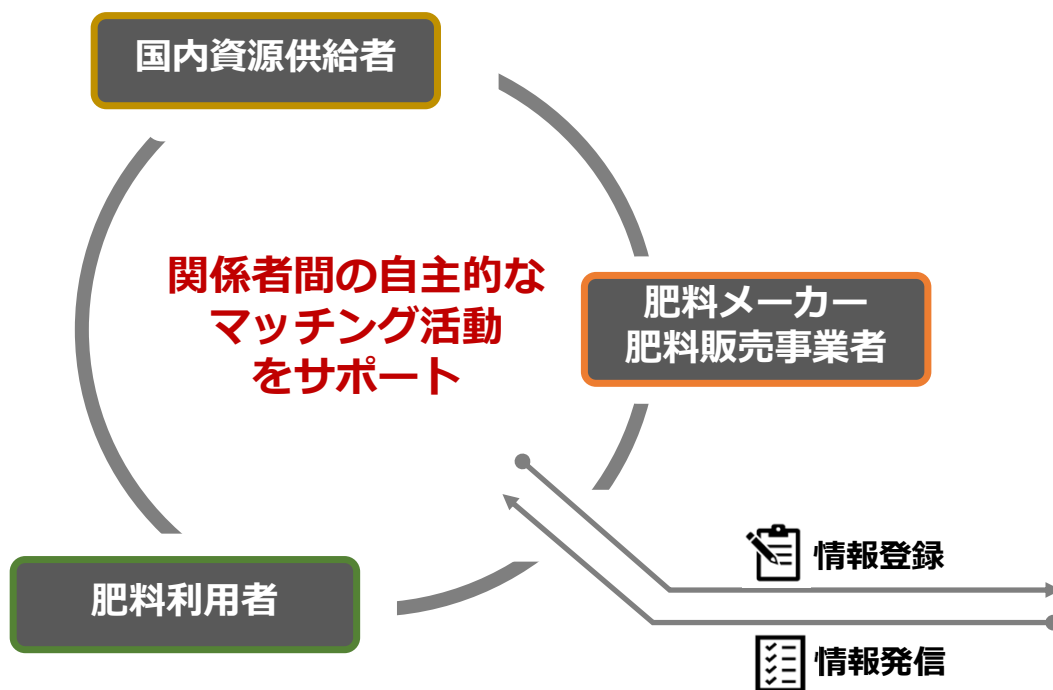 国内資源供給者
関係者間の自主的な
マッチング活動
をサポート
肥料メーカー
肥料販売事業者
肥料利用者
情報登録
情報発信